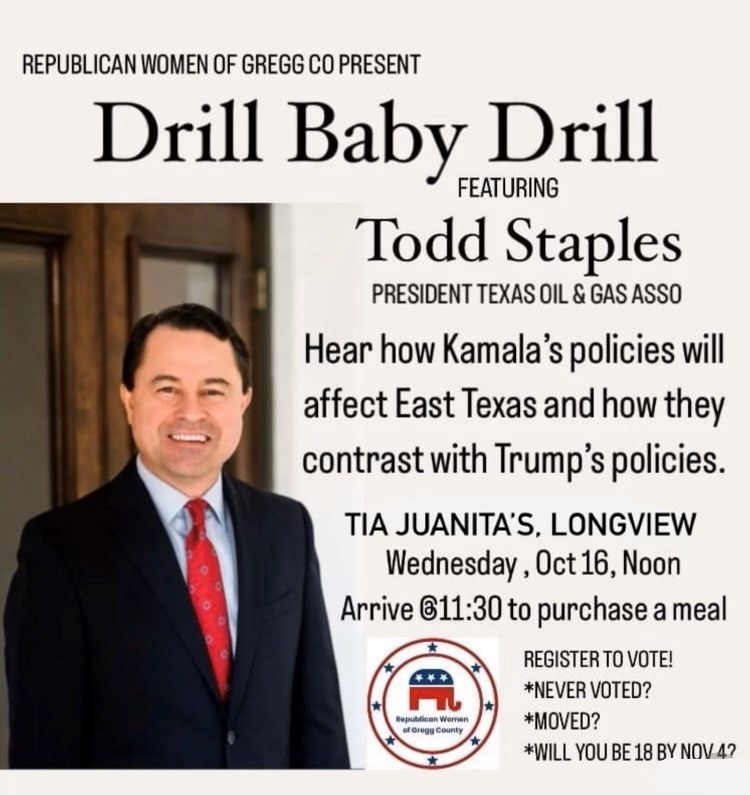 REPUBLICAN WOMEN OF GREGG CO PRESENT
Drill Baby Drill
FEATURING
Todd Staples
PRESIDENT TEXAS OIL & GAS ASSO
Hear how Kamala's policies will
affect East Texas and how they
contrast with Trump's policies.
TIA JUANITA'S, LONGVIEW
Wednesday , Oct 16, Noon
Arrive @11:30 to purchase a meal
Republican Women
of Gregg County
REGISTER TO VOTE!
*NEVER VOTED?
*MOVED?
*WILL YOU BE 18 BY NOV 4?